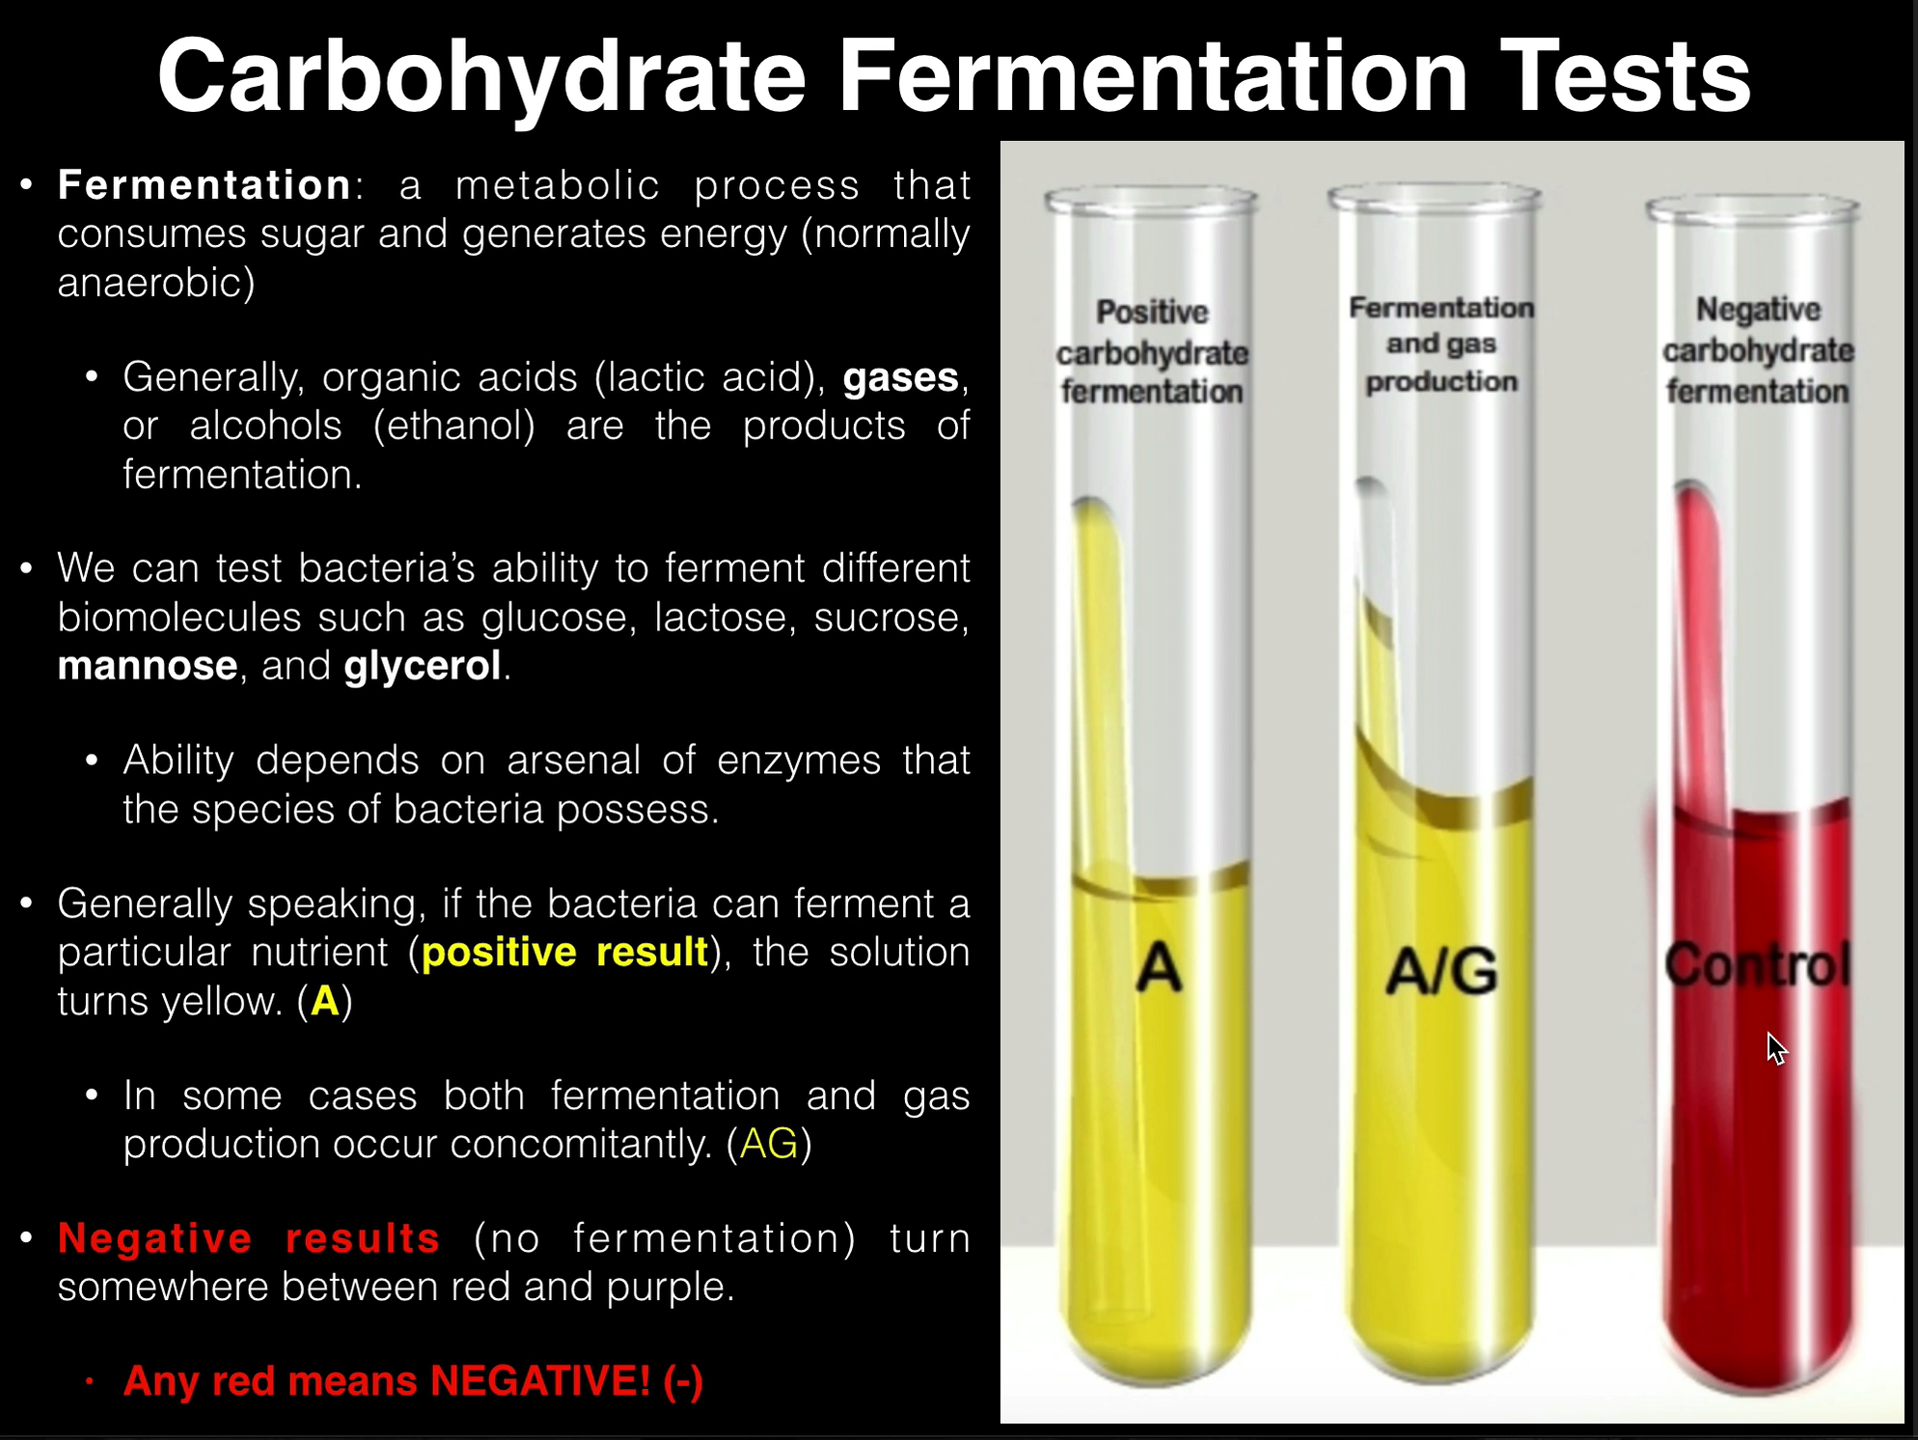 Carbohydrate Fermentation Tests
• Fermentation: a metabolic process that
consumes sugar and generates energy (normally
anaerobic)
• Generally, organic acids (lactic acid), gases,
or alcohols (ethanol) are the products of
fermentation.
• We can test bacteria’s ability to ferment different
biomolecules such as glucose, lactose, sucrose,
mannose, and glycerol.
• Ability depends on arsenal of enzymes that
the species of bacteria possess.
• Generally speaking, if the bacteria can ferment a
particular nutrient (positive result), the solution
turns yellow. (A)
• In some cases both fermentation and gas
production occur concomitantly. (AG)
• Negative results (no fermentation) turn
somewhere between red and purple.
• Any red means NEGATIVE! (-)
Positive
carbohydrate
fermentation
A
Fermentation
and gas
production
A/G
Negative
carbohydrate
fermentation
Control